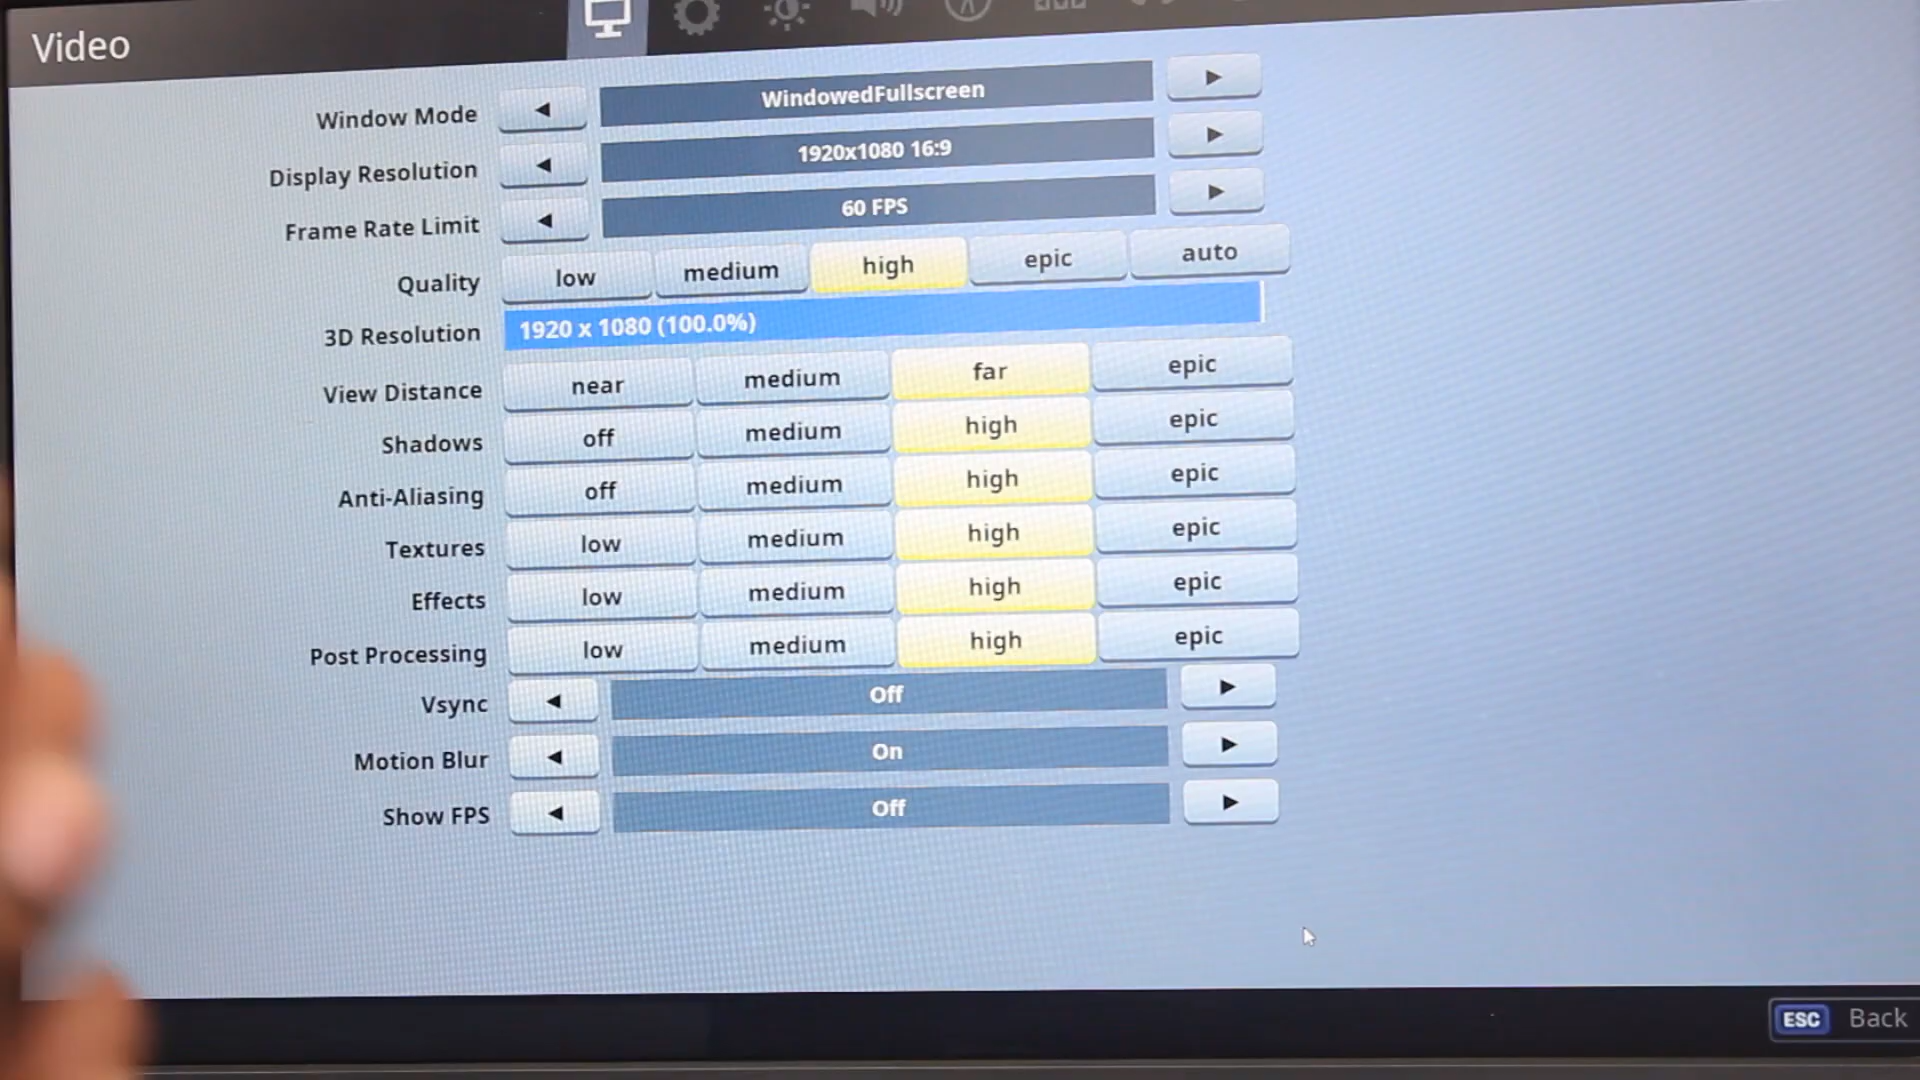 Video
Window Mode WindowedFullscreen
Display Resolution 1920x1080 16:9
Frame Rate Limit 60 FPS
Quality low medium high epic auto
3D Resolution 1920 x 1080 (100.0%)
View Distance near medium far epic
Shadows off medium high epic
Anti-Aliasing off medium high epic
Textures low medium high epic
Effects low medium high epic
Post Processing low medium high epic
Vsync Off
Motion Blur On
Show FPS Off
ESC Back